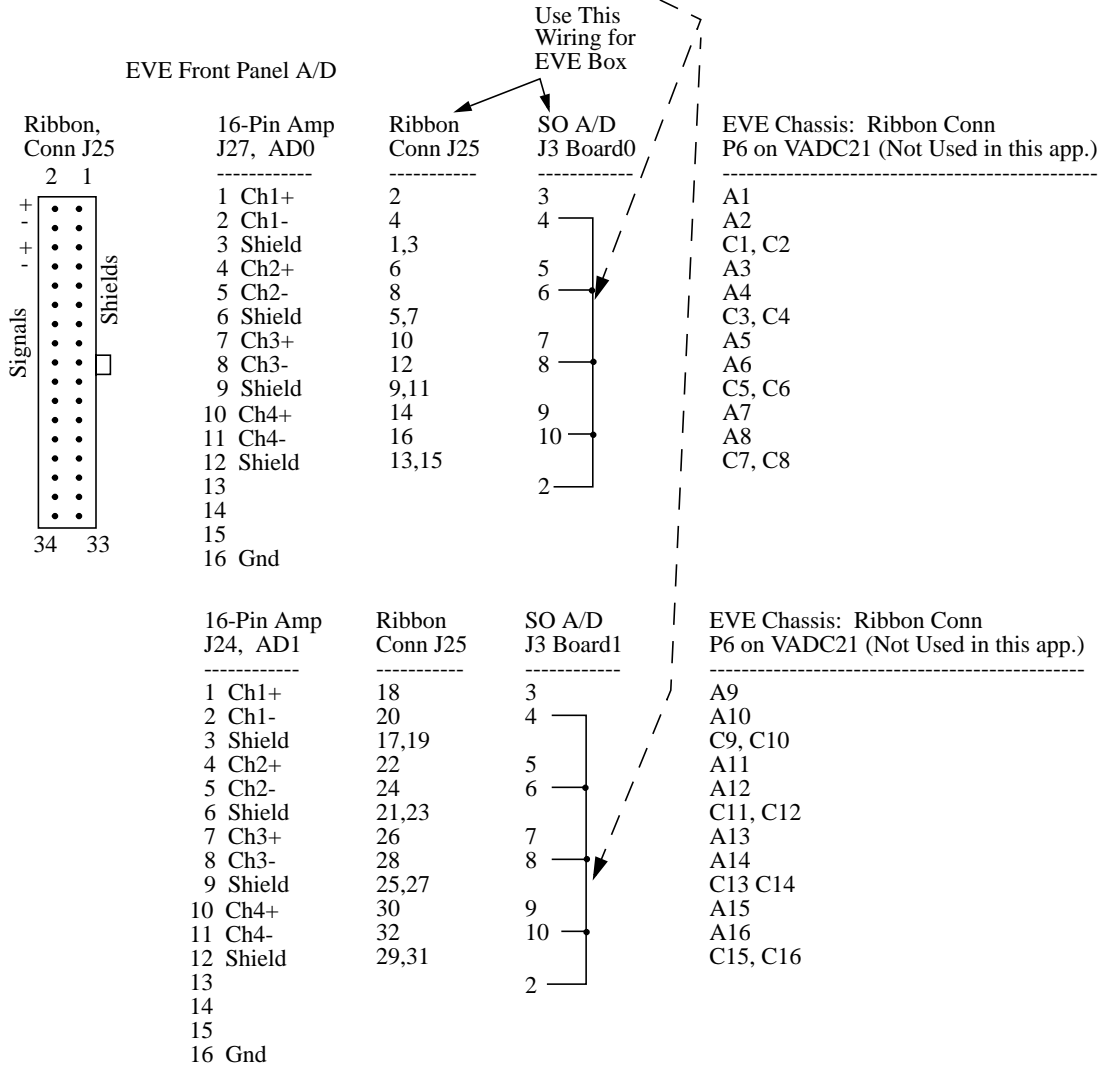 Use This
Wiring for
EVE Box
EVE Front Panel A/D
Ribbon,
Conn J25
2 1
+
-
+
-
Signals
Shields
34 33
16-Pin Amp Ribbon SO A/D EVE Chassis: Ribbon Conn
J27, AD0 Conn J25 J3 Board0 P6 on VADC21 (Not Used in this app.)
------------ ----------- ------------ -----------------------------------------------
1 Ch1+ 2 3 A1
2 Ch1- 4 4 A2
3 Shield 1,3 C1, C2
4 Ch2+ 6 5 A3
5 Ch2- 8 6 A4
6 Shield 5,7 C3, C4
7 Ch3+ 10 7 A5
8 Ch3- 12 8 A6
9 Shield 9,11 C5, C6
10 Ch4+ 14 9 A7
11 Ch4- 16 10 A8
12 Shield 13,15 C7, C8
13 2
14
15
16 Gnd
16-Pin Amp Ribbon SO A/D EVE Chassis: Ribbon Conn
J24, AD1 Conn J25 J3 Board1 P6 on VADC21 (Not Used in this app.)
------------ ----------- ------------ -----------------------------------------------
1 Ch1+ 18 3 A9
2 Ch1- 20 4 A10
3 Shield 17,19 C9, C10
4 Ch2+ 22 5 A11
5 Ch2- 24 6 A12
6 Shield 21,23 C11, C12
7 Ch3+ 26 7 A13
8 Ch3- 28 8 A14
9 Shield 25,27 C13 C14
10 Ch4+ 30 9 A15
11 Ch4- 32 10 A16
12 Shield 29,31 C15, C16
13 2
14
15
16 Gnd